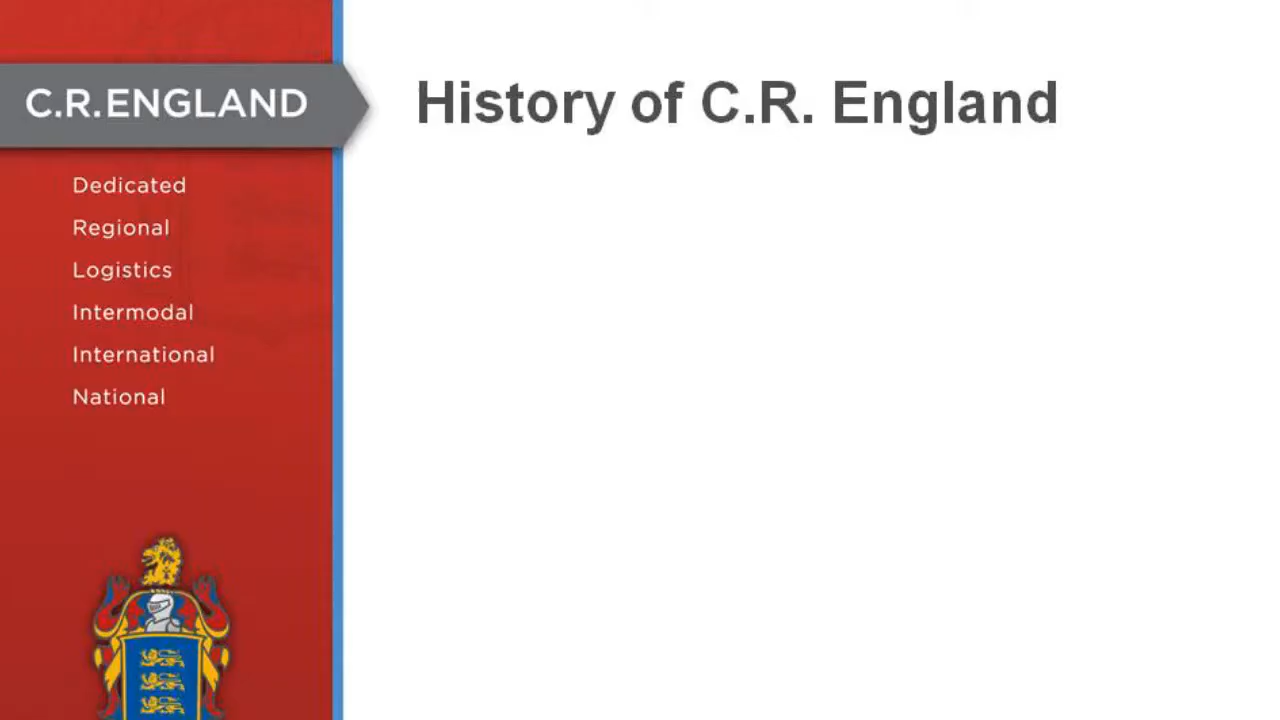 C.R.ENGLAND
History of C.R. England
Dedicated
Regional
Logistics
Intermodal
International
National